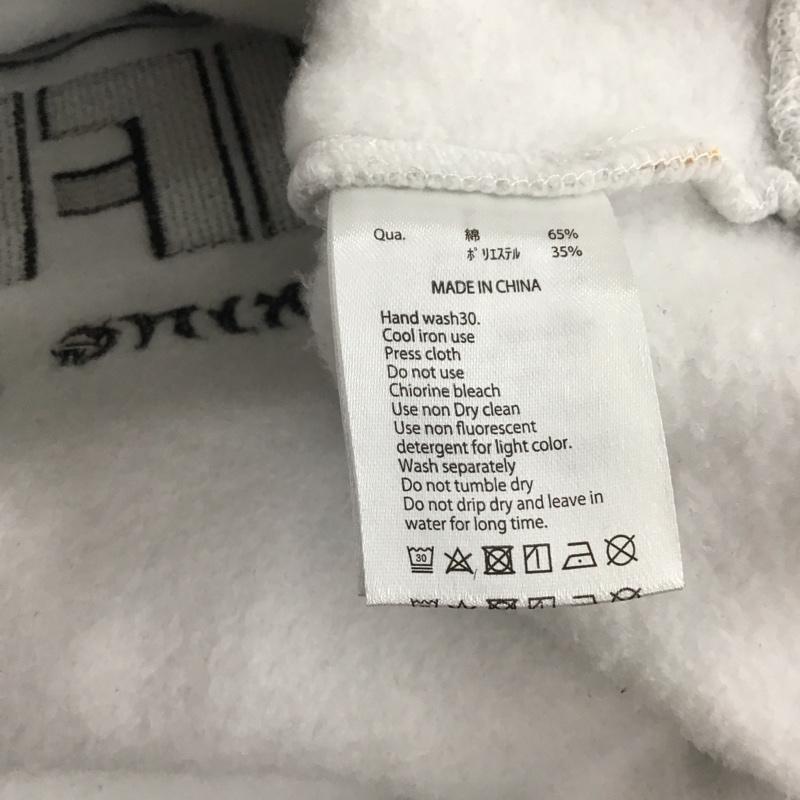 Qua. 綿 65%
ポリエステル 35%
MADE IN CHINA
Hand wash30.
Cool iron use
Press cloth
Do not use
Chiorine bleach
Use non Dry clean
Use non fluorescent
detergent for light color.
Wash separately
Do not tumble dry
Do not drip dry and leave in
water for long time.
30